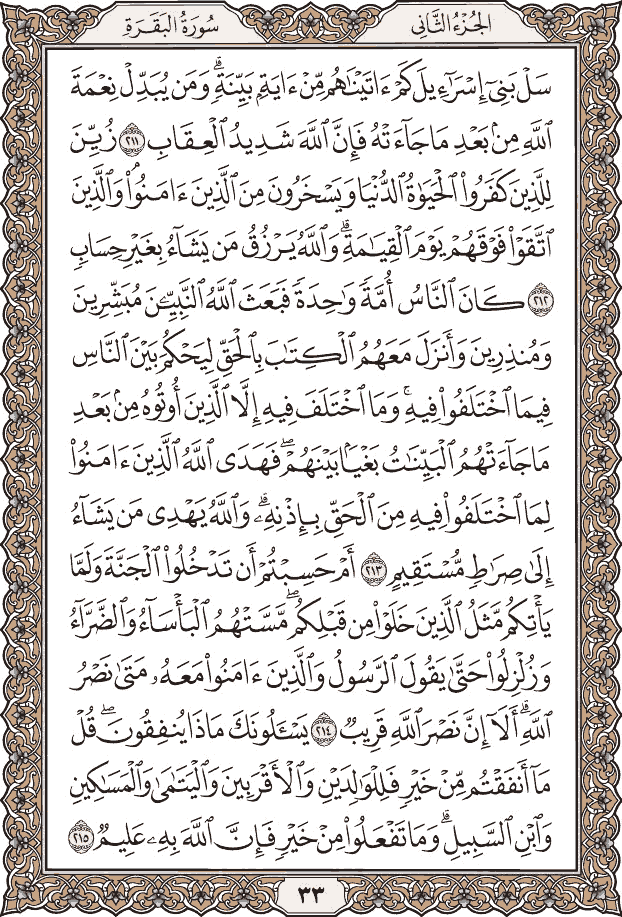 الجُزْءُ الثَّانِي
سُورَةُ البَقَرَةِ
سَلْ بَنِىٓ إِسْرَٰٓءِيلَ كَمْ ءَاتَيْنَٰهُم مِّنْ ءَايَةِۭ بَيِّنَةٖۗ وَمَن يُبَدِّلْ نِعْمَةَ
ٱللَّهِ مِنۢ بَعْدِ مَا جَآءَتْهُ فَإِنَّ ٱللَّهَ شَدِيدُ ٱلْعِقَابِ ٢١١ زُيِّنَ
لِلَّذِينَ كَفَرُواْ ٱلْحَيَوٰةُ ٱلدُّنْيَا وَيَسْخَرُونَ مِنَ ٱلَّذِينَ ءَامَنُواْۘ وَٱلَّذِينَ
ٱتَّقَوْاْ فَوْقَهُمْ يَوْمَ ٱلْقِيَٰمَةِۗ وَٱللَّهُ يَرْزُقُ مَن يَشَآءُ بِغَيْرِ حِسَابٖ
٢١٢ كَانَ ٱلنَّاسُ أُمَّةٗ وَٰحِدَةٗ فَبَعَثَ ٱللَّهُ ٱلنَّبِيِّـۧنَ مُبَشِّرِينَ
وَمُنذِرِينَ وَأَنزَلَ مَعَهُمُ ٱلْكِتَٰبَ بِٱلْحَقِّ لِيَحْكُمَ بَيْنَ ٱلنَّاسِ
فِيمَا ٱخْتَلَفُواْ فِيهِۚ وَمَا ٱخْتَلَفَ فِيهِ إِلَّا ٱلَّذِينَ أُوتُوهُ مِنۢ بَعْدِ
مَا جَآءَتْهُمُ ٱلْبَيِّنَٰتُ بَغْيَۢا بَيْنَهُمْۖ فَهَدَى ٱللَّهُ ٱلَّذِينَ ءَامَنُواْ
لِمَا ٱخْتَلَفُواْ فِيهِ مِنَ ٱلْحَقِّ بِإِذْنِهِۦۗ وَٱللَّهُ يَهْدِى مَن يَشَآءُ
إِلَىٰ صِرَٰطٖ مُّسْتَقِيمٍ ٢١٣ أَمْ حَسِبْتُمْ أَن تَدْخُلُواْ ٱلْجَنَّةَ وَلَمَّا
يَأْتِكُم مَّثَلُ ٱلَّذِينَ خَلَوْاْ مِن قَبْلِكُمۖ مَّسَّتْهُمُ ٱلْبَأْسَآءُ وَٱلضَّرَّآءُ
وَزُلْزِلُواْ حَتَّىٰ يَقُولَ ٱلرَّسُولُ وَٱلَّذِينَ ءَامَنُواْ مَعَهُۥ مَتَىٰ نَصْرُ
ٱللَّهِۗ أَلَآ إِنَّ نَصْرَ ٱللَّهِ قَرِيبٞ ٢١٤ يَسْـَٔلُونَكَ مَاذَا يُنفِقُونَۖ قُلْ
مَآ أَنفَقْتُم مِّنْ خَيْرٖ فَلِلْوَٰلِدَيْنِ وَٱلْأَقْرَبِينَ وَٱلْيَتَٰمَىٰ وَٱلْمَسَٰكِينِ
وَٱبْنِ ٱلسَّبِيلِۗ وَمَا تَفْعَلُواْ مِنْ خَيْرٖ فَإِنَّ ٱللَّهَ بِهِۦ عَلِيمٞ ٢١٥
٣٣